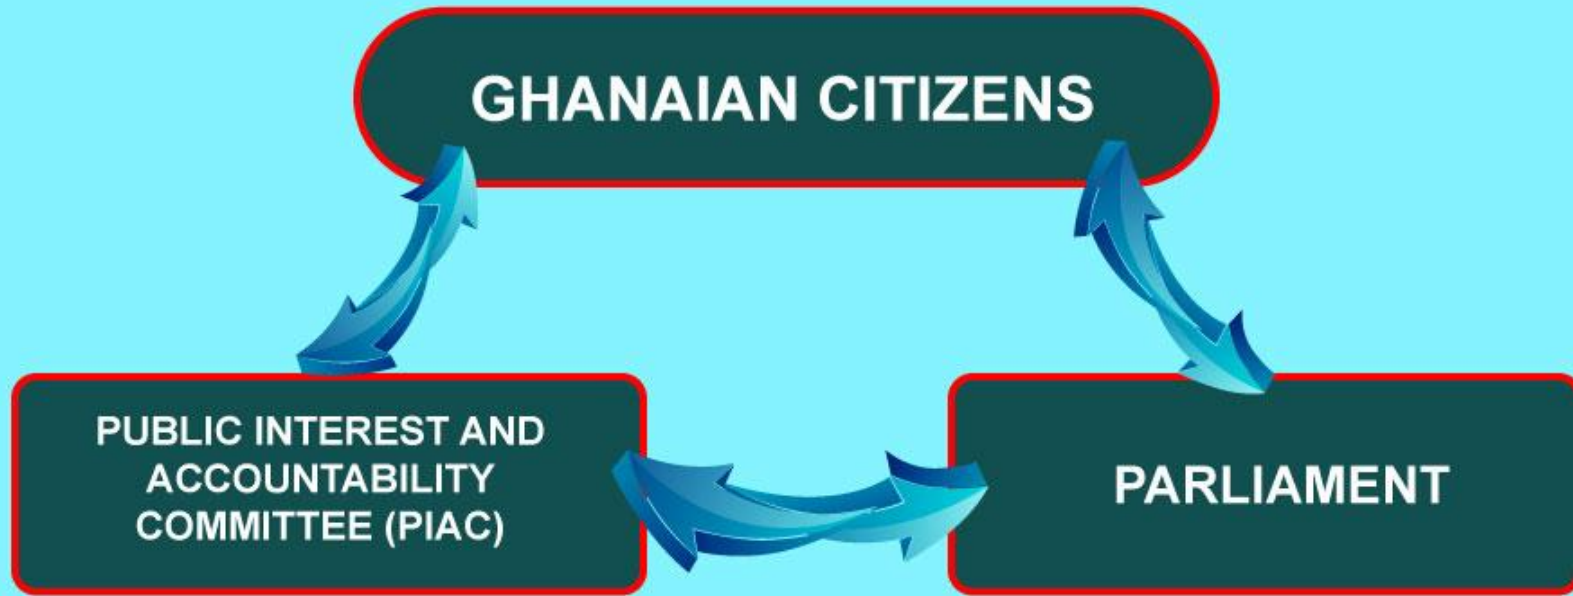 GHANAIAN CITIZENS
PUBLIC INTEREST AND
ACCOUNTABILITY
COMMITTEE (PIAC)
PARLIAMENT